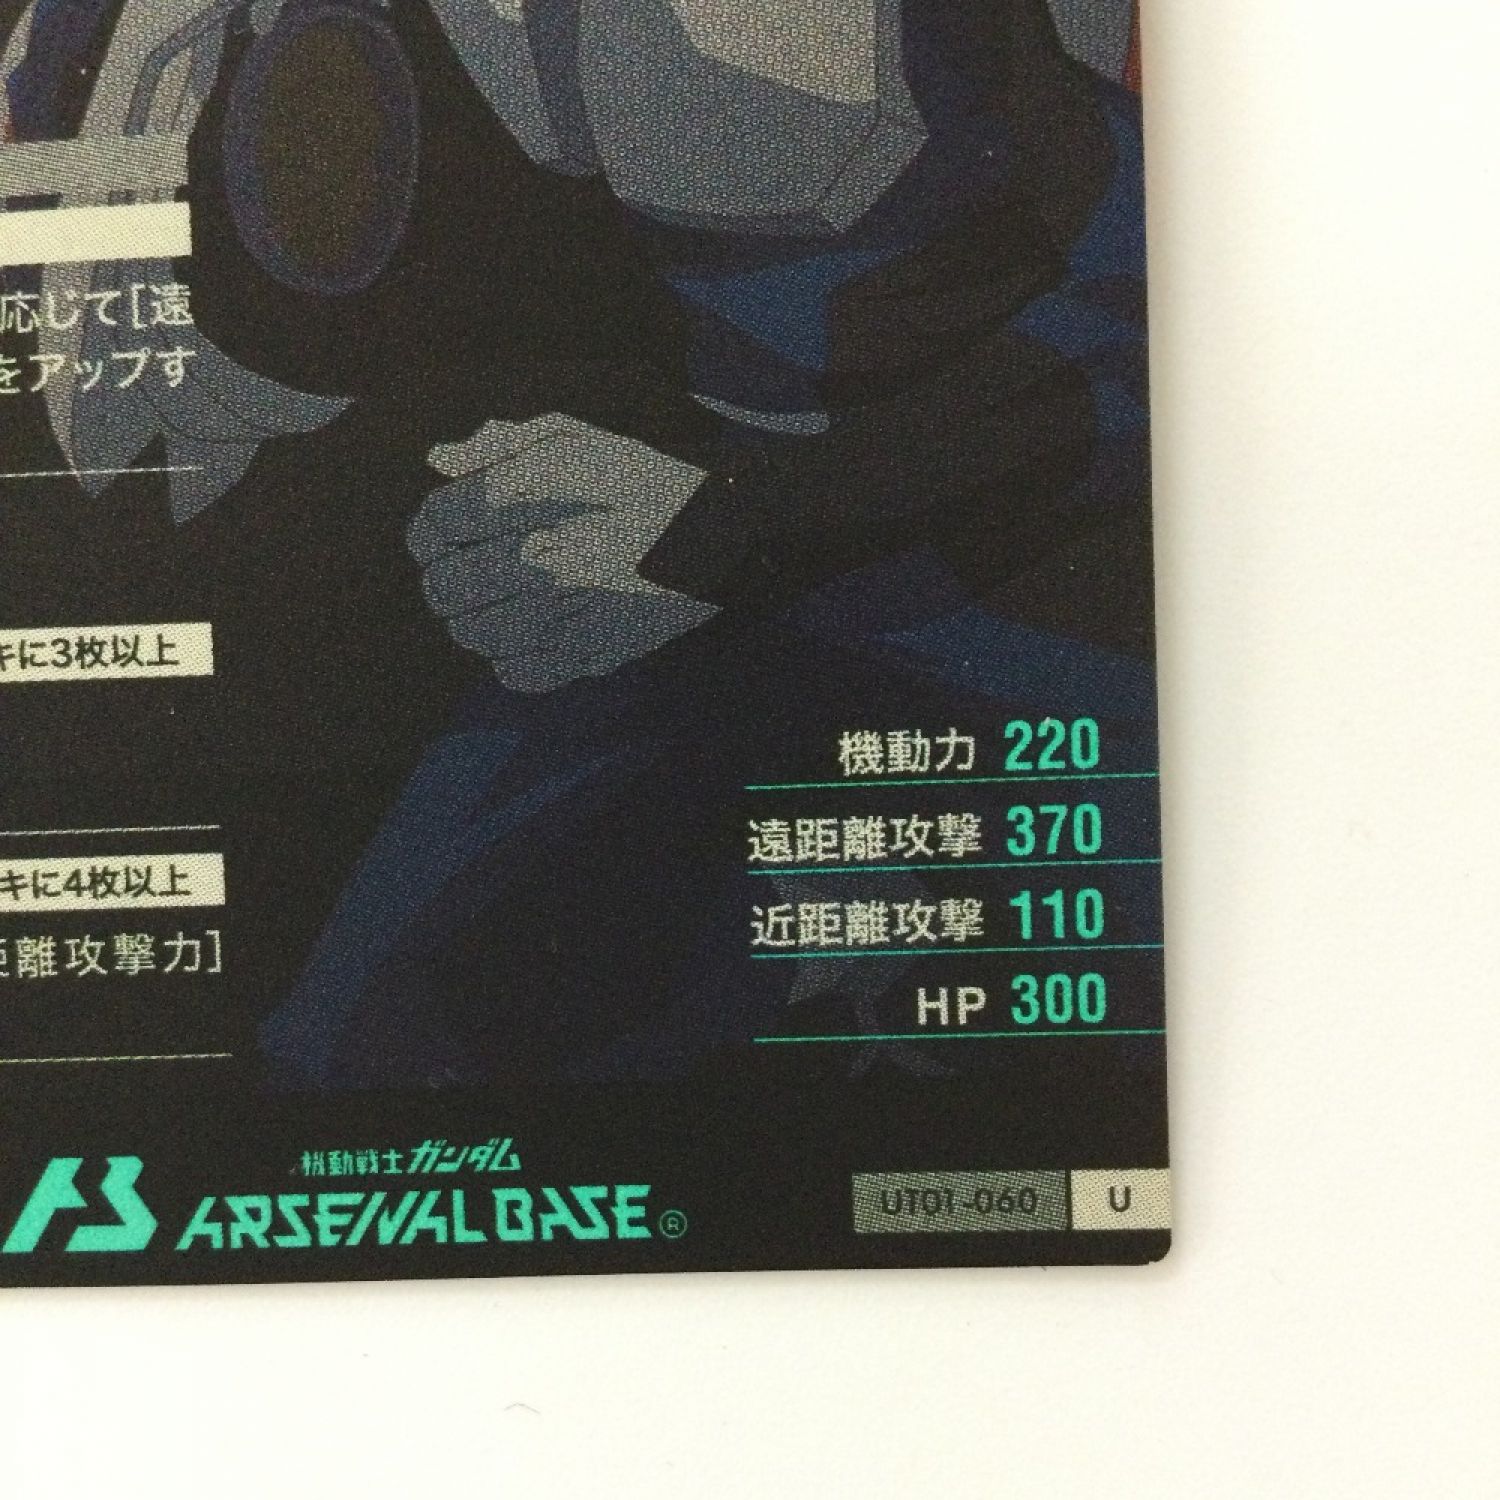 応じて[遠
をアップす
キに3枚以上
キに4枚以上
距離攻撃力]
機動力 220
遠距離攻撃 370
近距離攻撃 110
HP 300
機動戦士ガンダム
ARSENAL BASE®
UT01-060 U